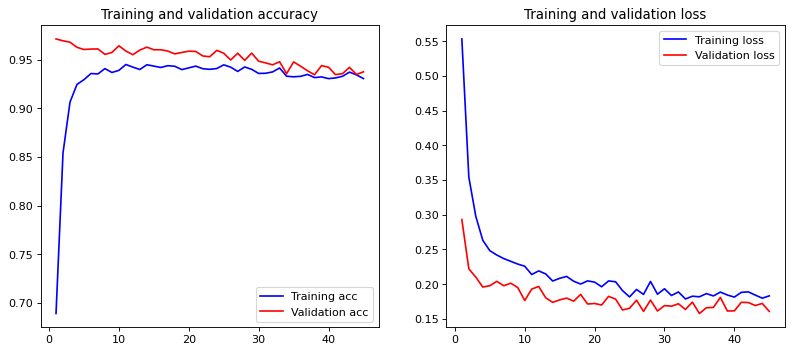 Training and validation accuracy
0.95
0.90
0.85
0.80
0.75
0.70
0 10 20 30 40
Training acc
Validation acc
Training and validation loss
0.55
0.50
0.45
0.40
0.35
0.30
0.25
0.20
0.15
0 10 20 30 40
Training loss
Validation loss